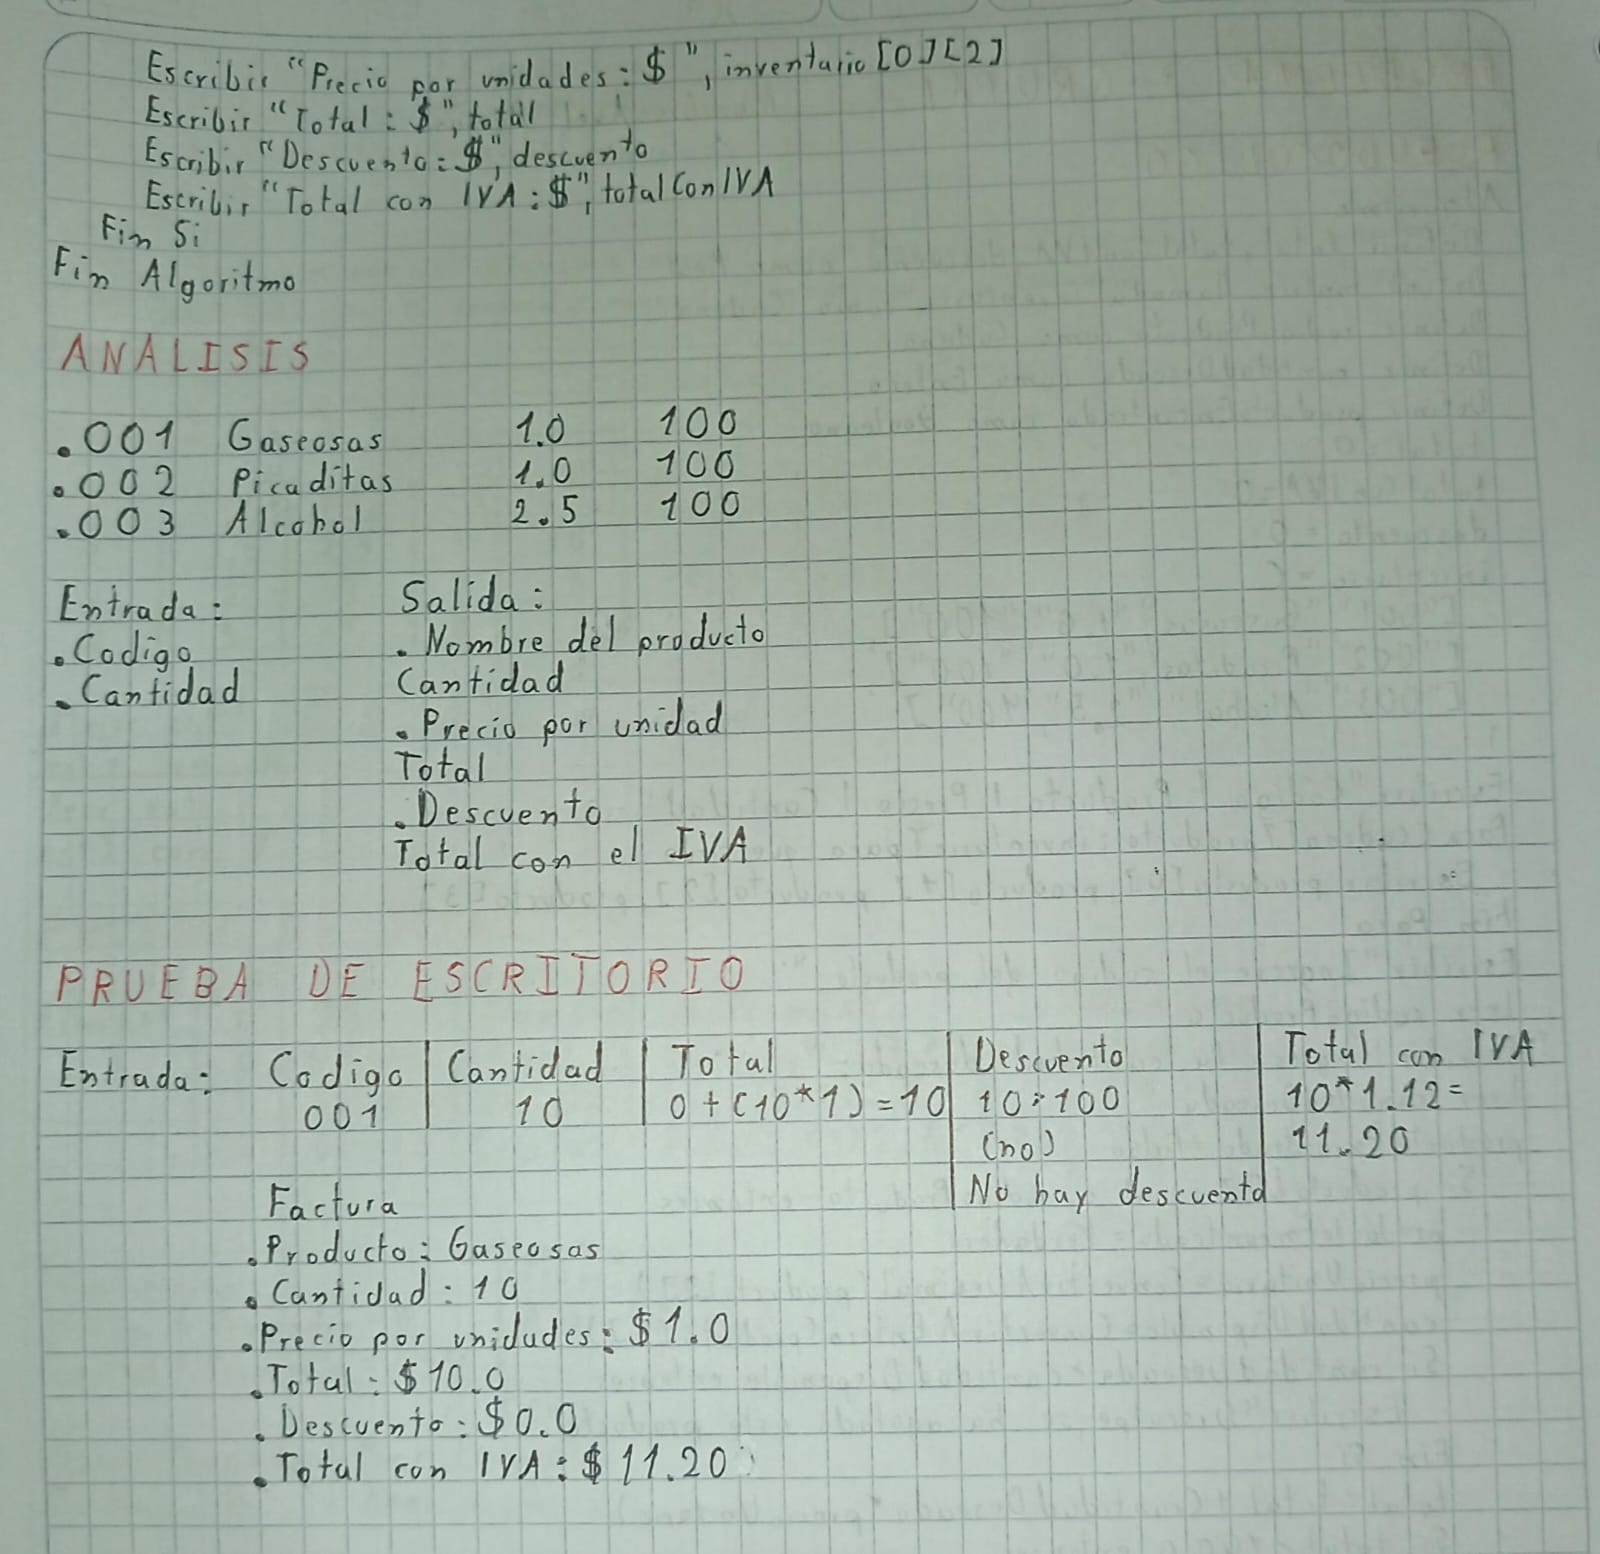 Escribir "Precio por unidades: $", inventario [0][2]
Escribir "Total: $", total
Escribir "Descuento: $", descuento
Escribir "Total con IVA: $", totalConIVA
Fin Si
Fin Algoritmo
ANALISIS
.001 Gaseosas 1.0 100
.002 Picaditas 1.0 100
.003 Alcohol 2.5 100
Entrada: Salida:
.Codigo .Nombre del producto
.Cantidad Cantidad
.Precio por unidad
Total
.Descuento
Total con el IVA
PRUEBA DE ESCRITORIO
Entrada: Codigo Cantidad Total Descuento Total con IVA
001 10 0+(10*1)=10 10>100 10*1.12=
(no) 11.20
No hay descuento
Factura
.Producto: Gaseosas
.Cantidad: 10
.Precio por unidades: $1.0
.Total: $10.0
.Descuento: $0.0
.Total con IVA: $11.20